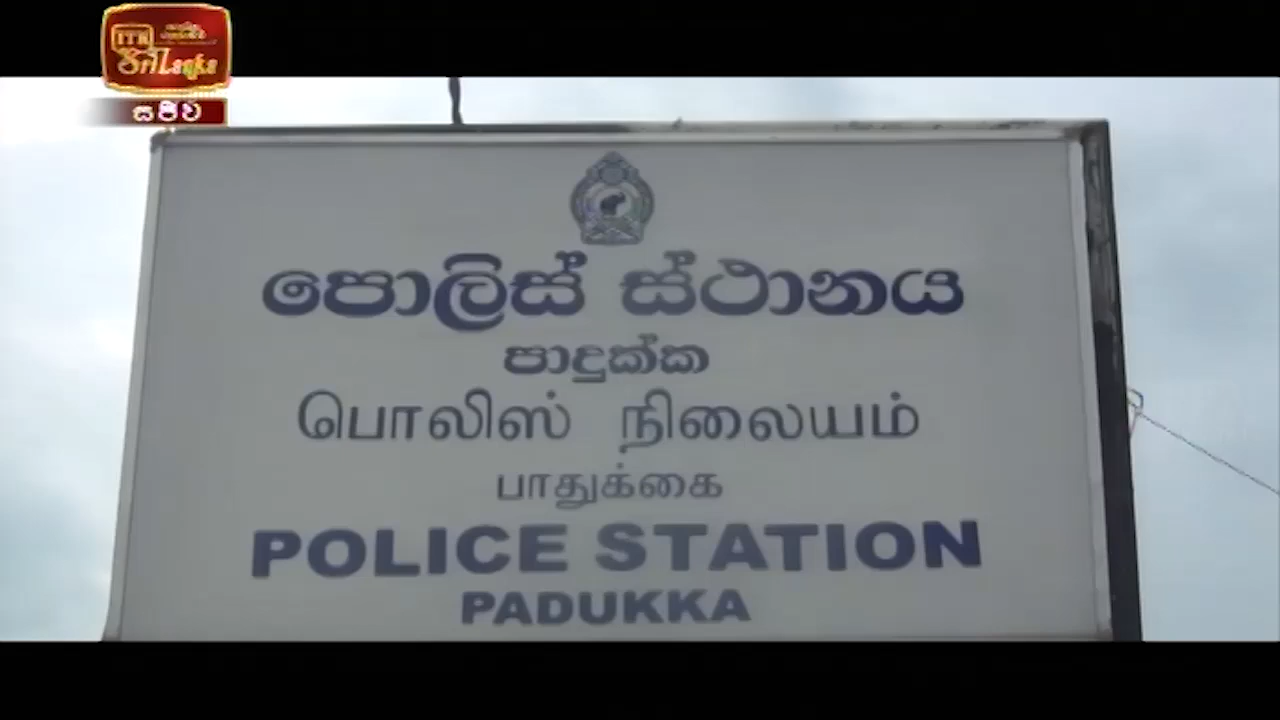 ITN
Sri Lanka
සජීව
පොලිස් ස්ථානය
පාදුක්ක
பொலிஸ் நிலையம்
பாதுக்கை
POLICE STATION
PADUKKA